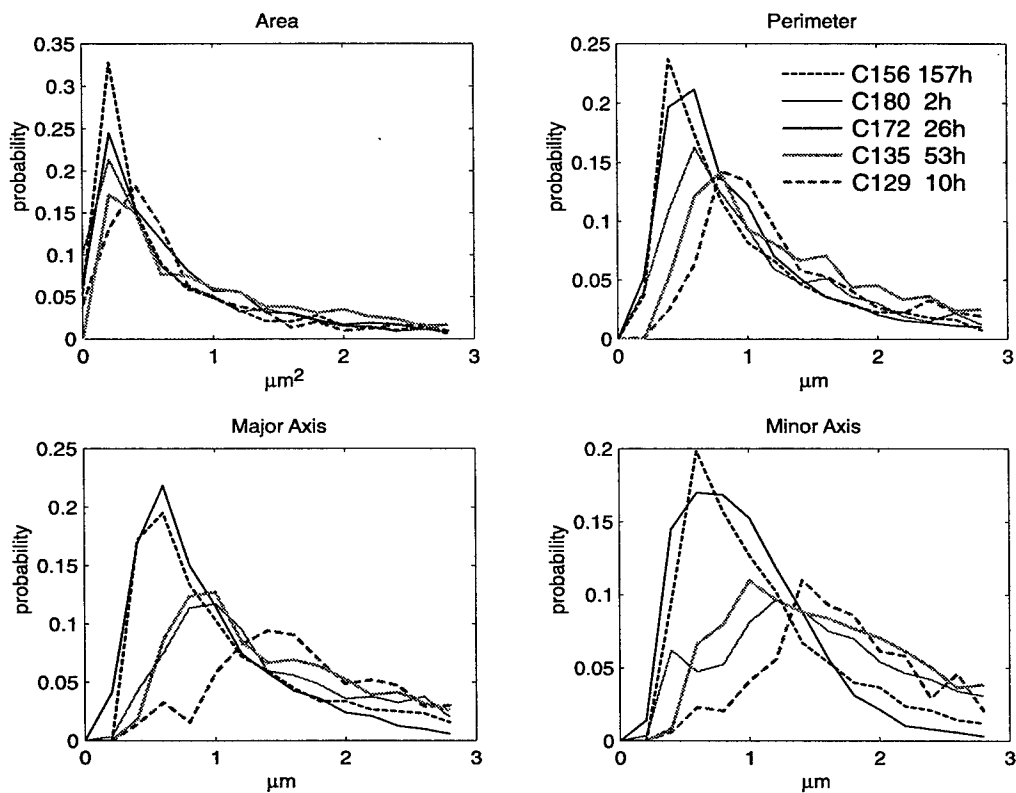 Area
0.35
0.3
0.25
0.2
0.15
0.1
0.05
0
probability
0 1 2 3
μm²
Perimeter
0.25
0.2
0.15
0.1
0.05
0
probability
C156 157h
C180 2h
C172 26h
C135 53h
C129 10h
0 1 2 3
μm
Major Axis
0.25
0.2
0.15
0.1
0.05
0
probability
0 1 2 3
μm
Minor Axis
0.2
0.15
0.1
0.05
0
probability
0 1 2 3
μm